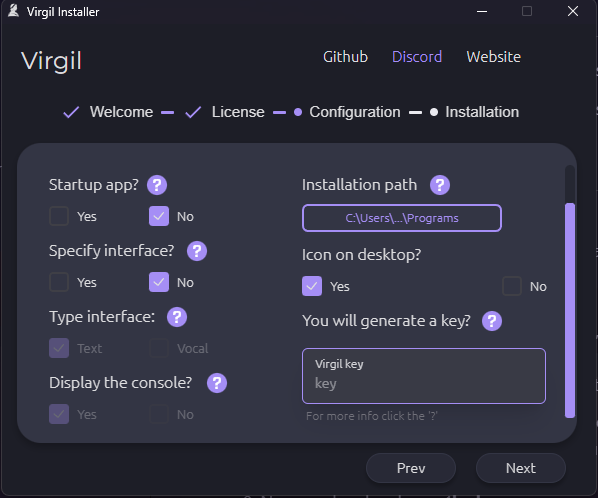 Virgil Installer
Virgil
Github Discord Website
Welcome License Configuration Installation
Startup app? ?
Yes No
Specify interface? ?
Yes No
Type interface: ?
Text Vocal
Display the console? ?
Yes No
Installation path ?
C:\Users\...\Programs
Icon on desktop?
Yes No
You will generate a key? ?
Virgil key
key
For more info click the '?'
Prev Next